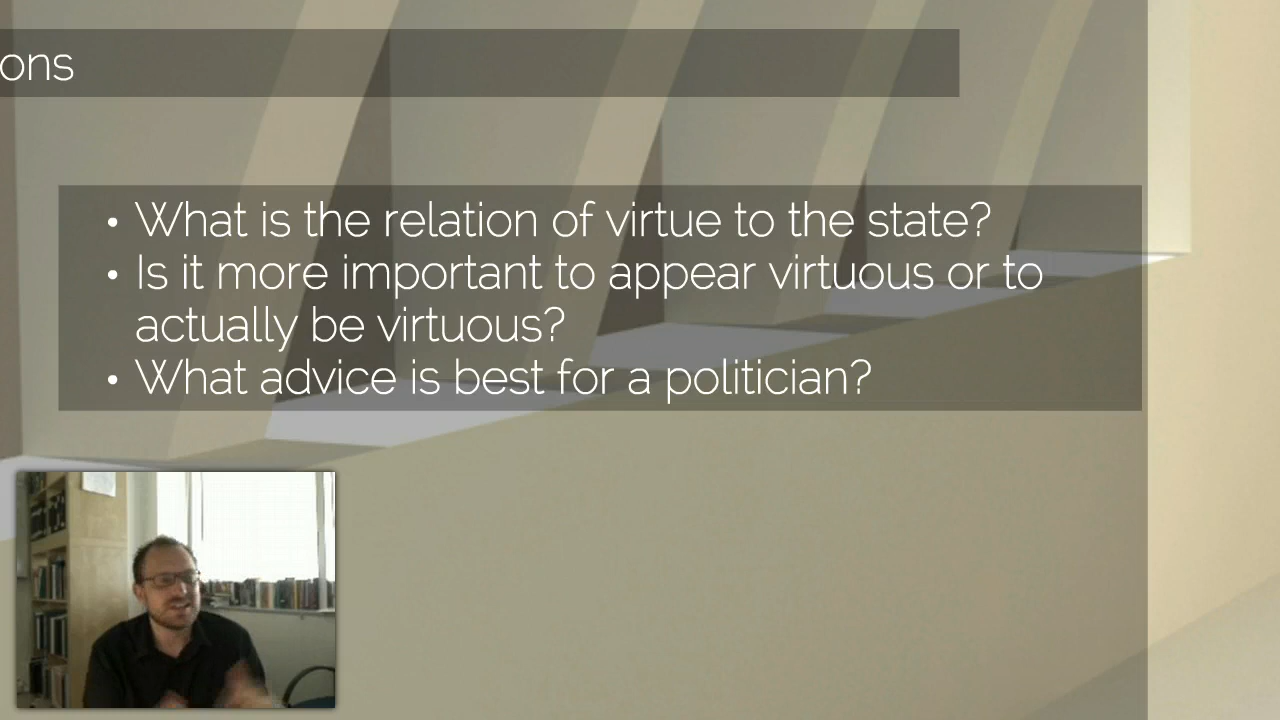 ons
• What is the relation of virtue to the state?
• Is it more important to appear virtuous or to
actually be virtuous?
• What advice is best for a politician?